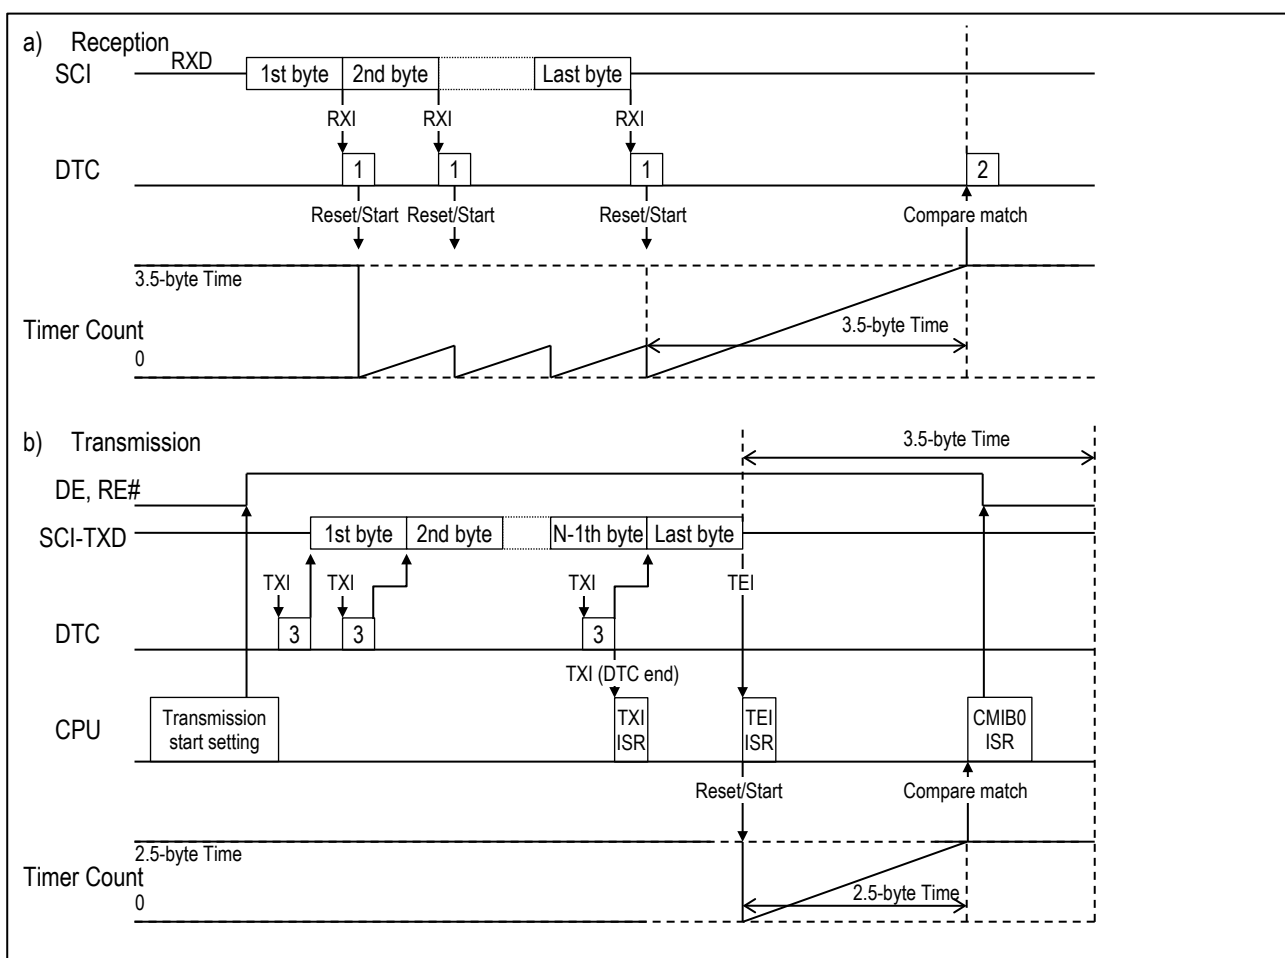 a) Reception
SCI
RXD
1st byte 2nd byte Last byte
RXI RXI RXI
DTC
1 1 1 2
Reset/Start Reset/Start Reset/Start Compare match
3.5-byte Time
Timer Count
3.5-byte Time
0
b) Transmission
3.5-byte Time
DE, RE#
SCI-TXD
1st byte 2nd byte N-1th byte Last byte
TXI TXI TXI TEI
DTC
3 3 3
TXI (DTC end)
CPU
Transmission
start setting
TXI
ISR
TEI
ISR
CMIB0
ISR
Reset/Start Compare match
2.5-byte Time
Timer Count
2.5-byte Time
0